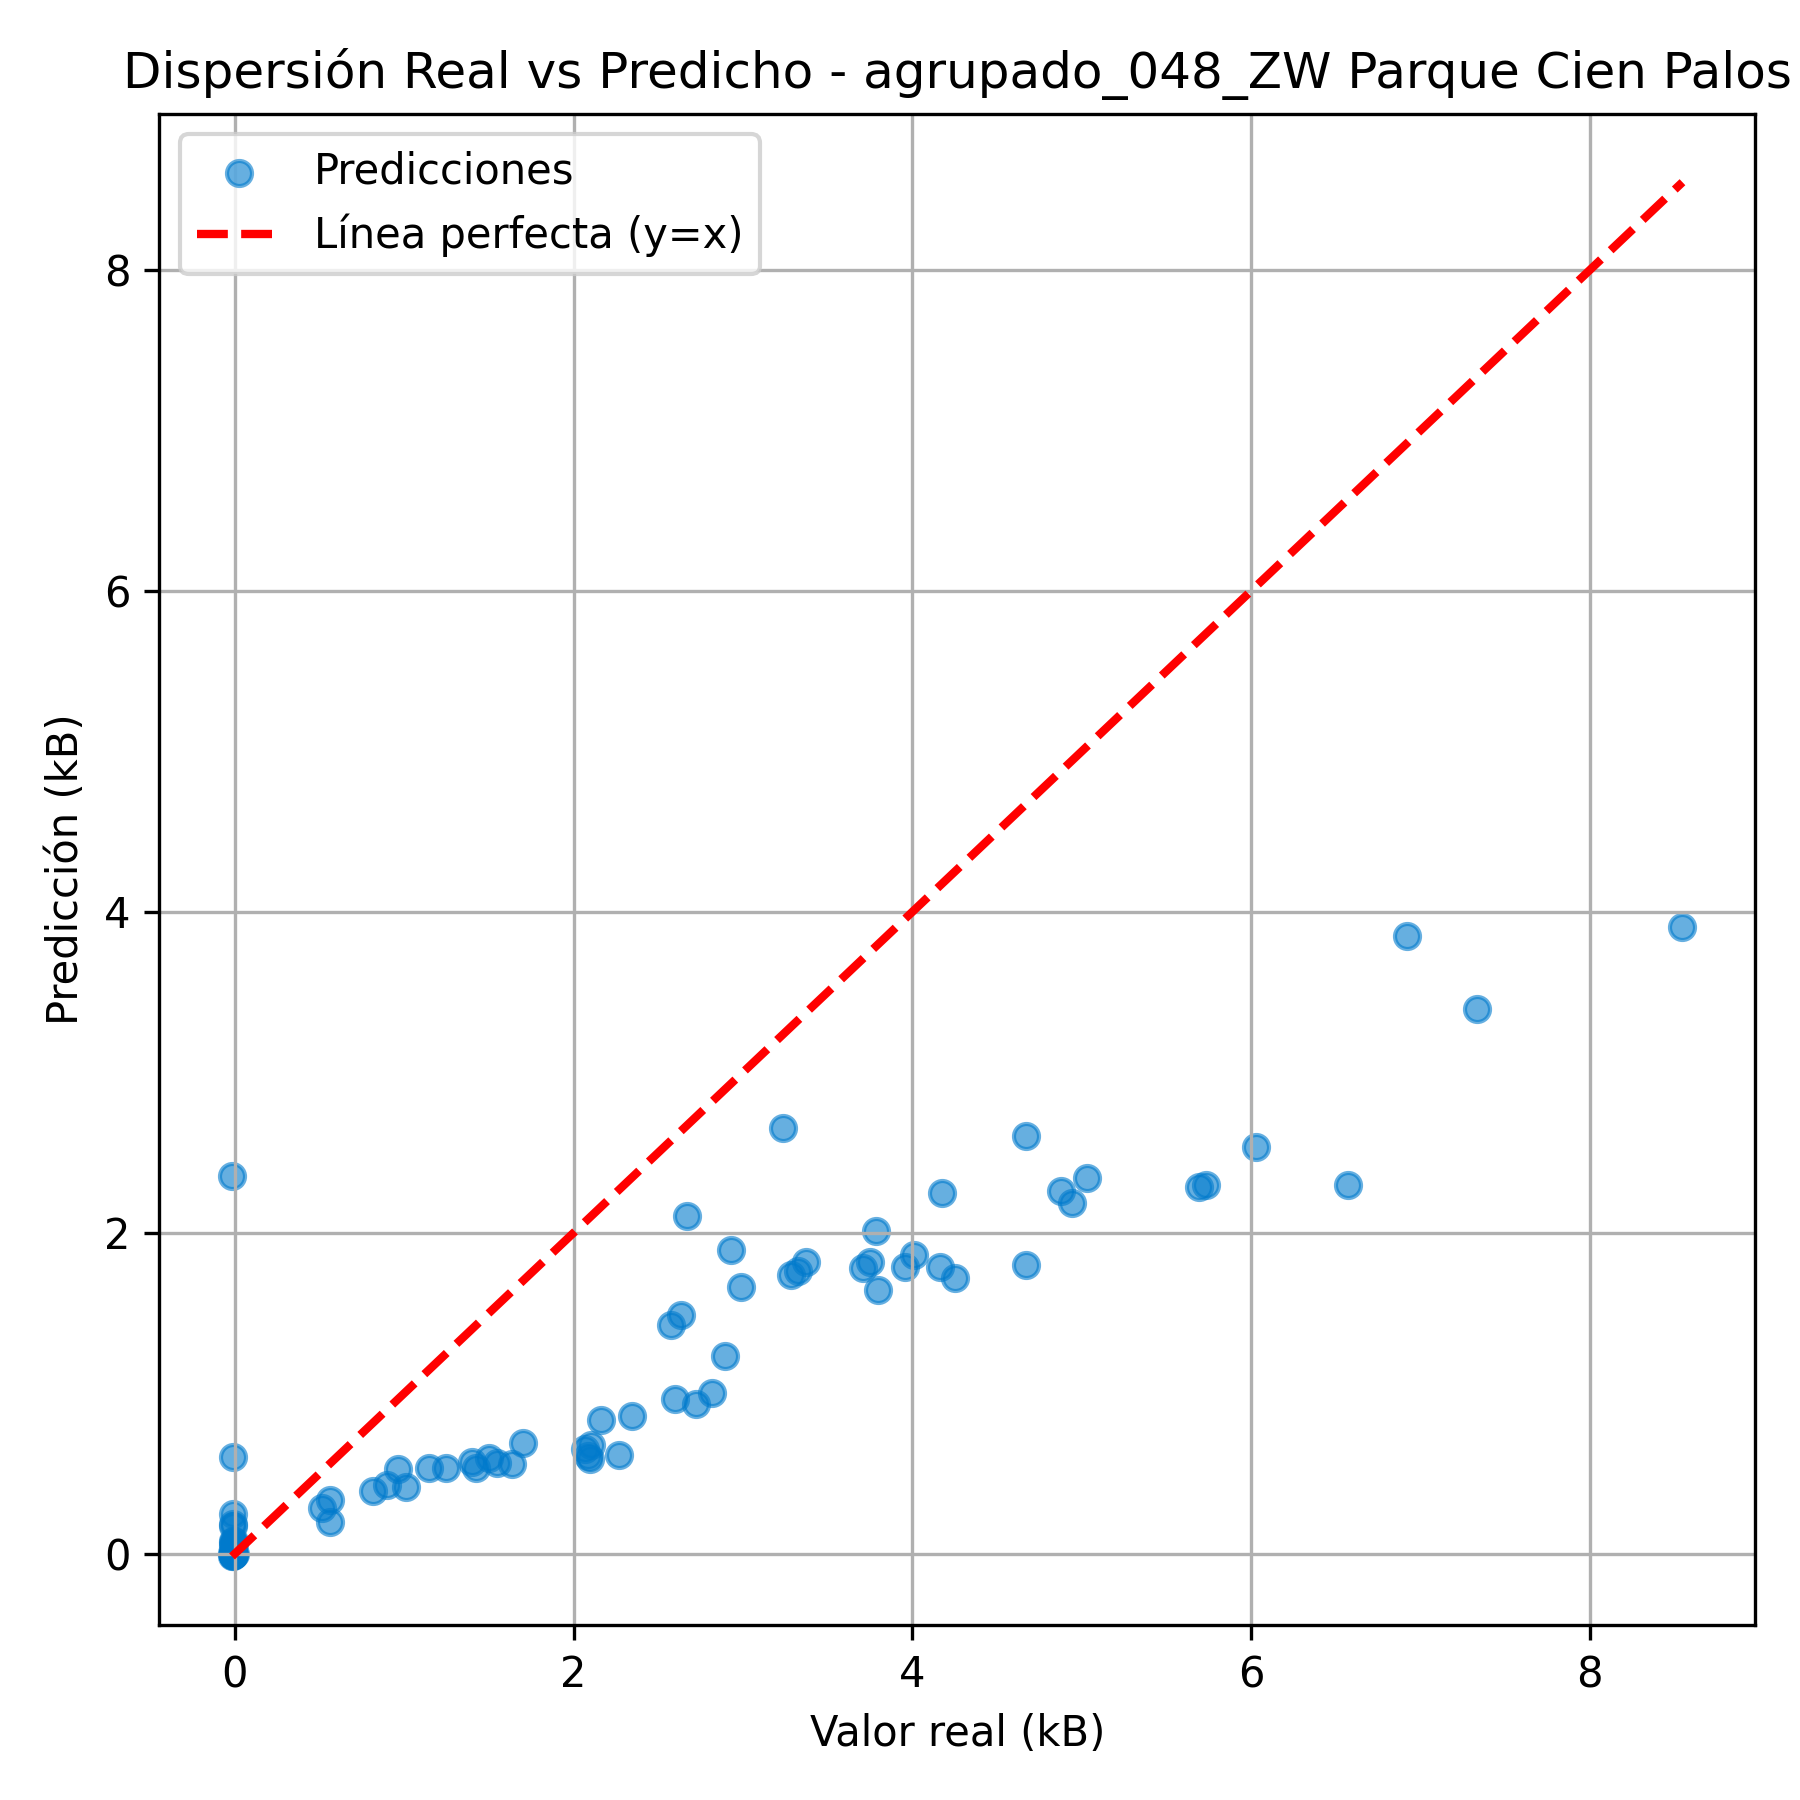 Dispersión Real vs Predicho - agrupado_048_ZW Parque Cien Palos
Predicciones
Línea perfecta (y=x)
8
6
4
2
0
Predicción (kB)
0 2 4 6 8
Valor real (kB)